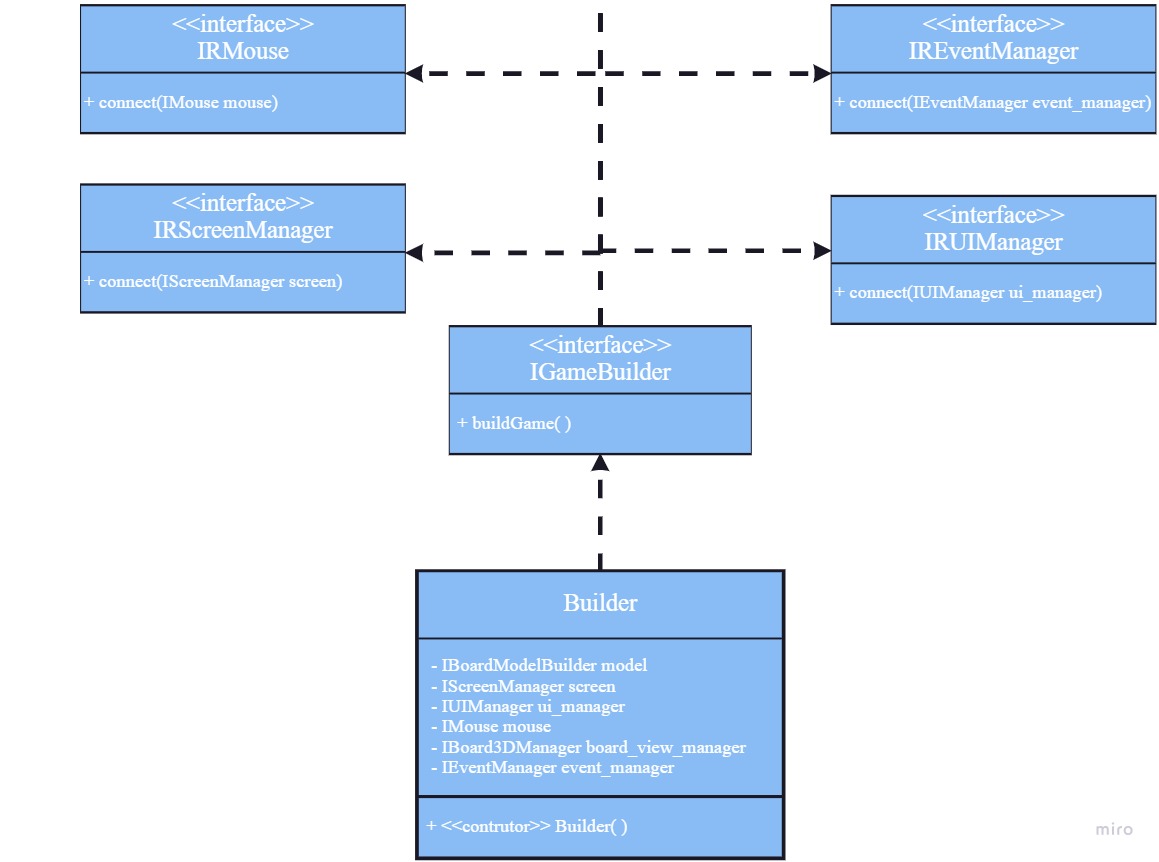 <<interface>>
IRMouse
+ connect(IMouse mouse)
<<interface>>
IREventManager
+ connect(IEventManager event_manager)
<<interface>>
IRScreenManager
+ connect(IScreenManager screen)
<<interface>>
IRUIManager
+ connect(IUIManager ui_manager)
<<interface>>
IGameBuilder
+ buildGame( )
Builder
- IBoardModelBuilder model
- IScreenManager screen
- IUIManager ui_manager
- IMouse mouse
- IBoard3DManager board_view_manager
- IEventManager event_manager
+ <<contrutor>> Builder( )
miro